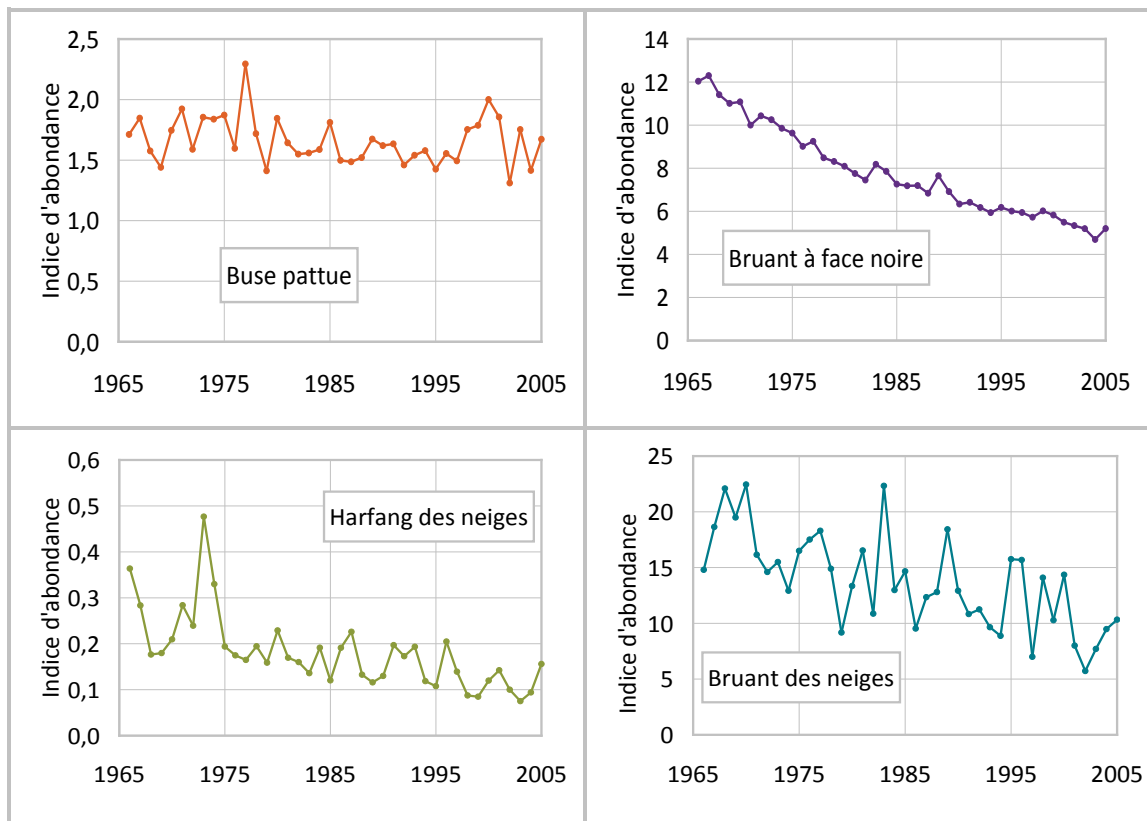 Indice d'abondance
2,5
2,0
1,5
1,0
0,5
0,0
Buse pattue
1965 1975 1985 1995 2005
Indice d'abondance
14
12
10
8
6
4
2
0
Bruant à face noire
1965 1975 1985 1995 2005
Indice d'abondance
0,6
0,5
0,4
0,3
0,2
0,1
0,0
Harfang des neiges
1965 1975 1985 1995 2005
Indice d'abondance
25
20
15
10
5
0
Bruant des neiges
1965 1975 1985 1995 2005